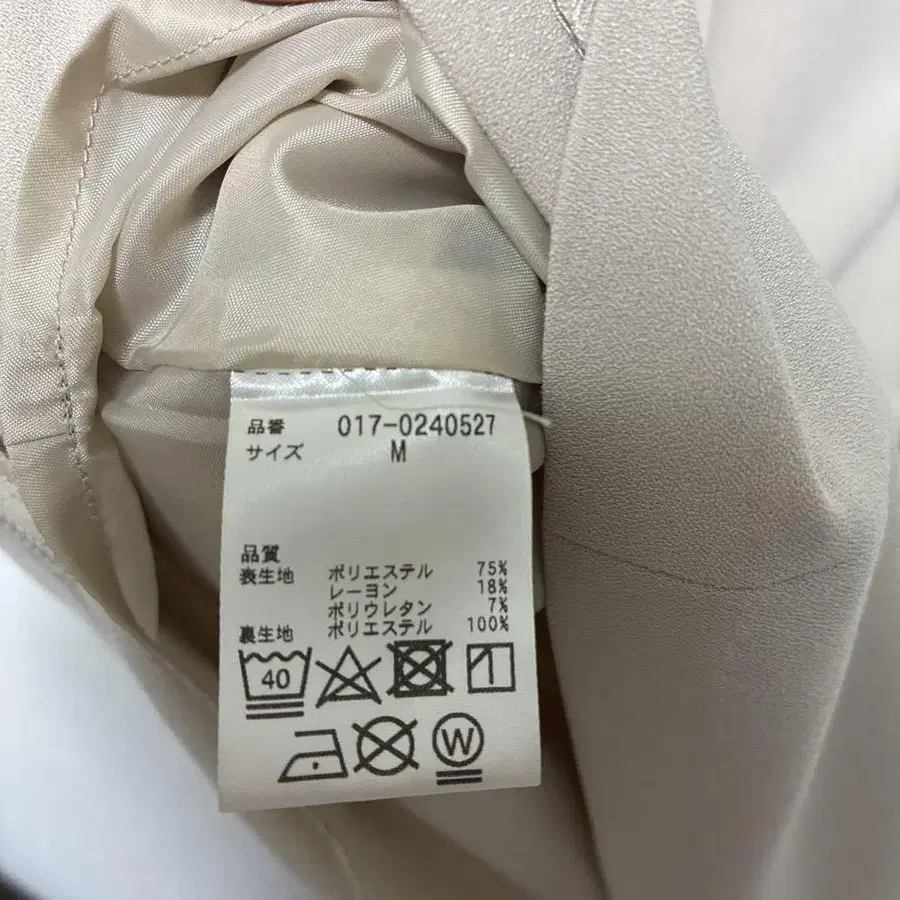 品番 017-0240527
サイズ M
品質
表生地 ポリエステル 75%
レーヨン 18%
ポリウレタン 7%
裏生地 ポリエステル 100%
40
W